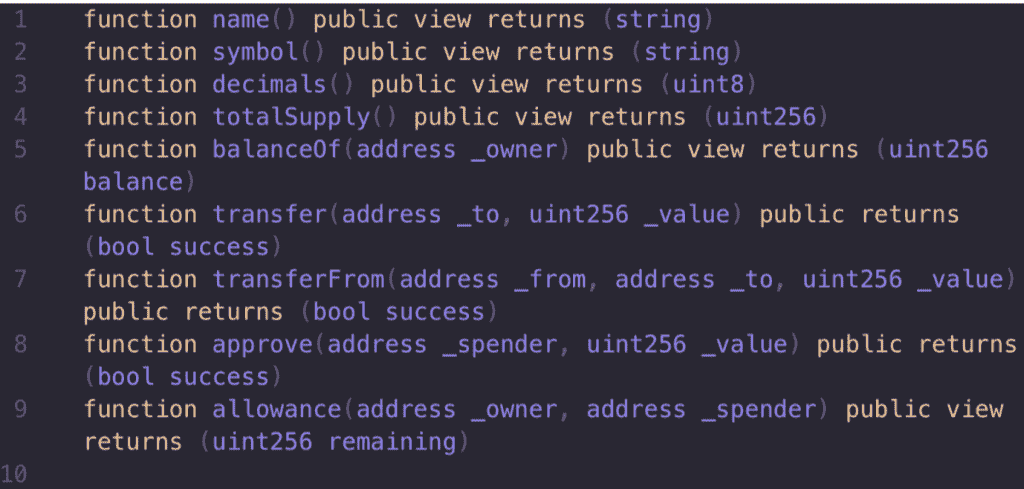 1 function name() public view returns (string)
2 function symbol() public view returns (string)
3 function decimals() public view returns (uint8)
4 function totalSupply() public view returns (uint256)
5 function balanceOf(address _owner) public view returns (uint256
balance)
6 function transfer(address _to, uint256 _value) public returns
(bool success)
7 function transferFrom(address _from, address _to, uint256 _value)
public returns (bool success)
8 function approve(address _spender, uint256 _value) public returns
(bool success)
9 function allowance(address _owner, address _spender) public view
returns (uint256 remaining)
10